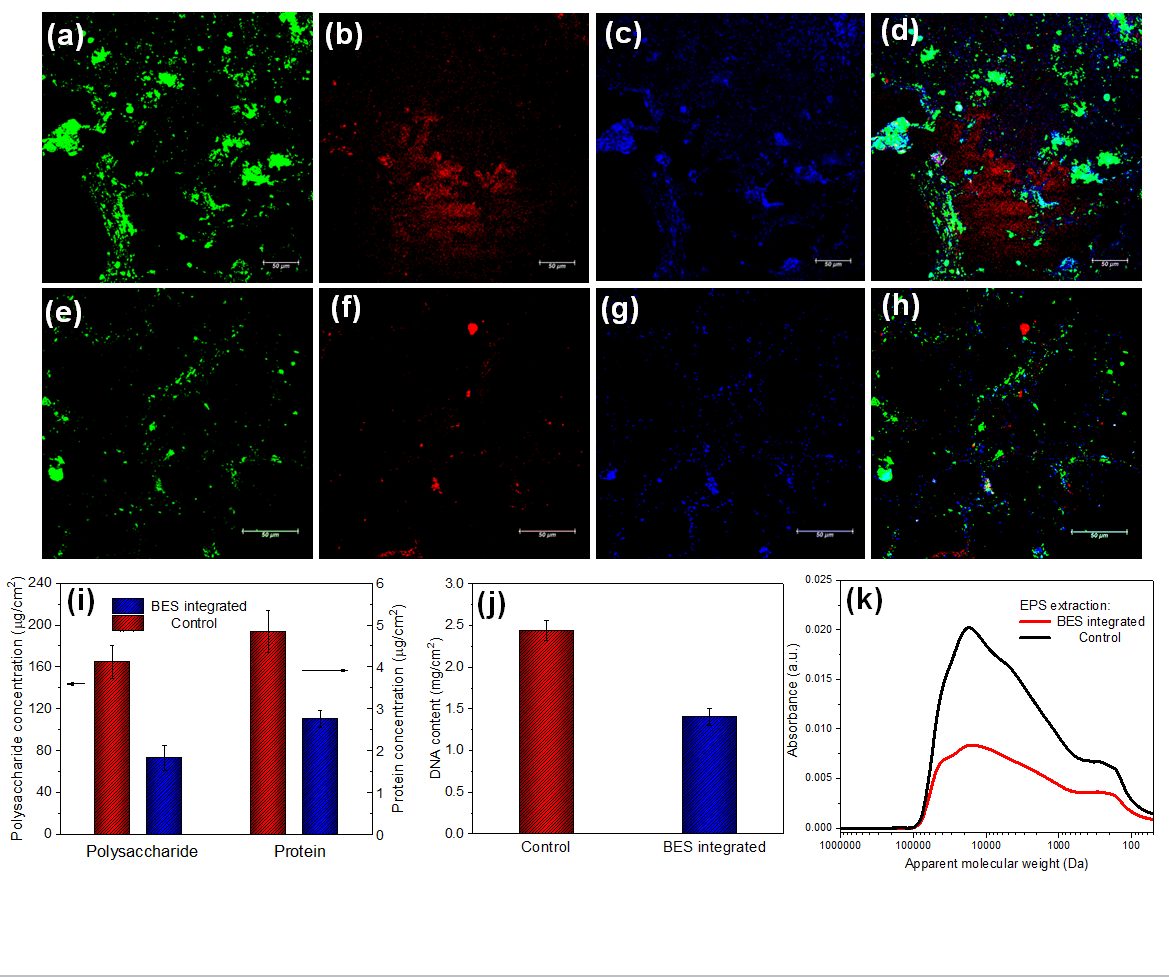 (a)
(b)
(c)
(d)
50 µm
50 µm
50 µm
50 µm
(e)
(f)
(g)
(h)
50 µm
50 µm
50 µm
50 µm
(i)
BES integrated
Control
Polysaccharide concentration (µg/cm²)
240
200
160
120
80
40
0
Protein concentration (µg/cm²)
6
5
4
3
2
1
0
Polysaccharide
Protein
(j)
DNA content (mg/cm²)
3.0
2.5
2.0
1.5
1.0
0.5
0.0
Control
BES integrated
(k)
EPS extraction:
BES integrated
Control
Absorbance (a.u.)
0.025
0.020
0.015
0.010
0.005
0.000
1000000
100000
10000
1000
100
Apparent molecular weight (Da)